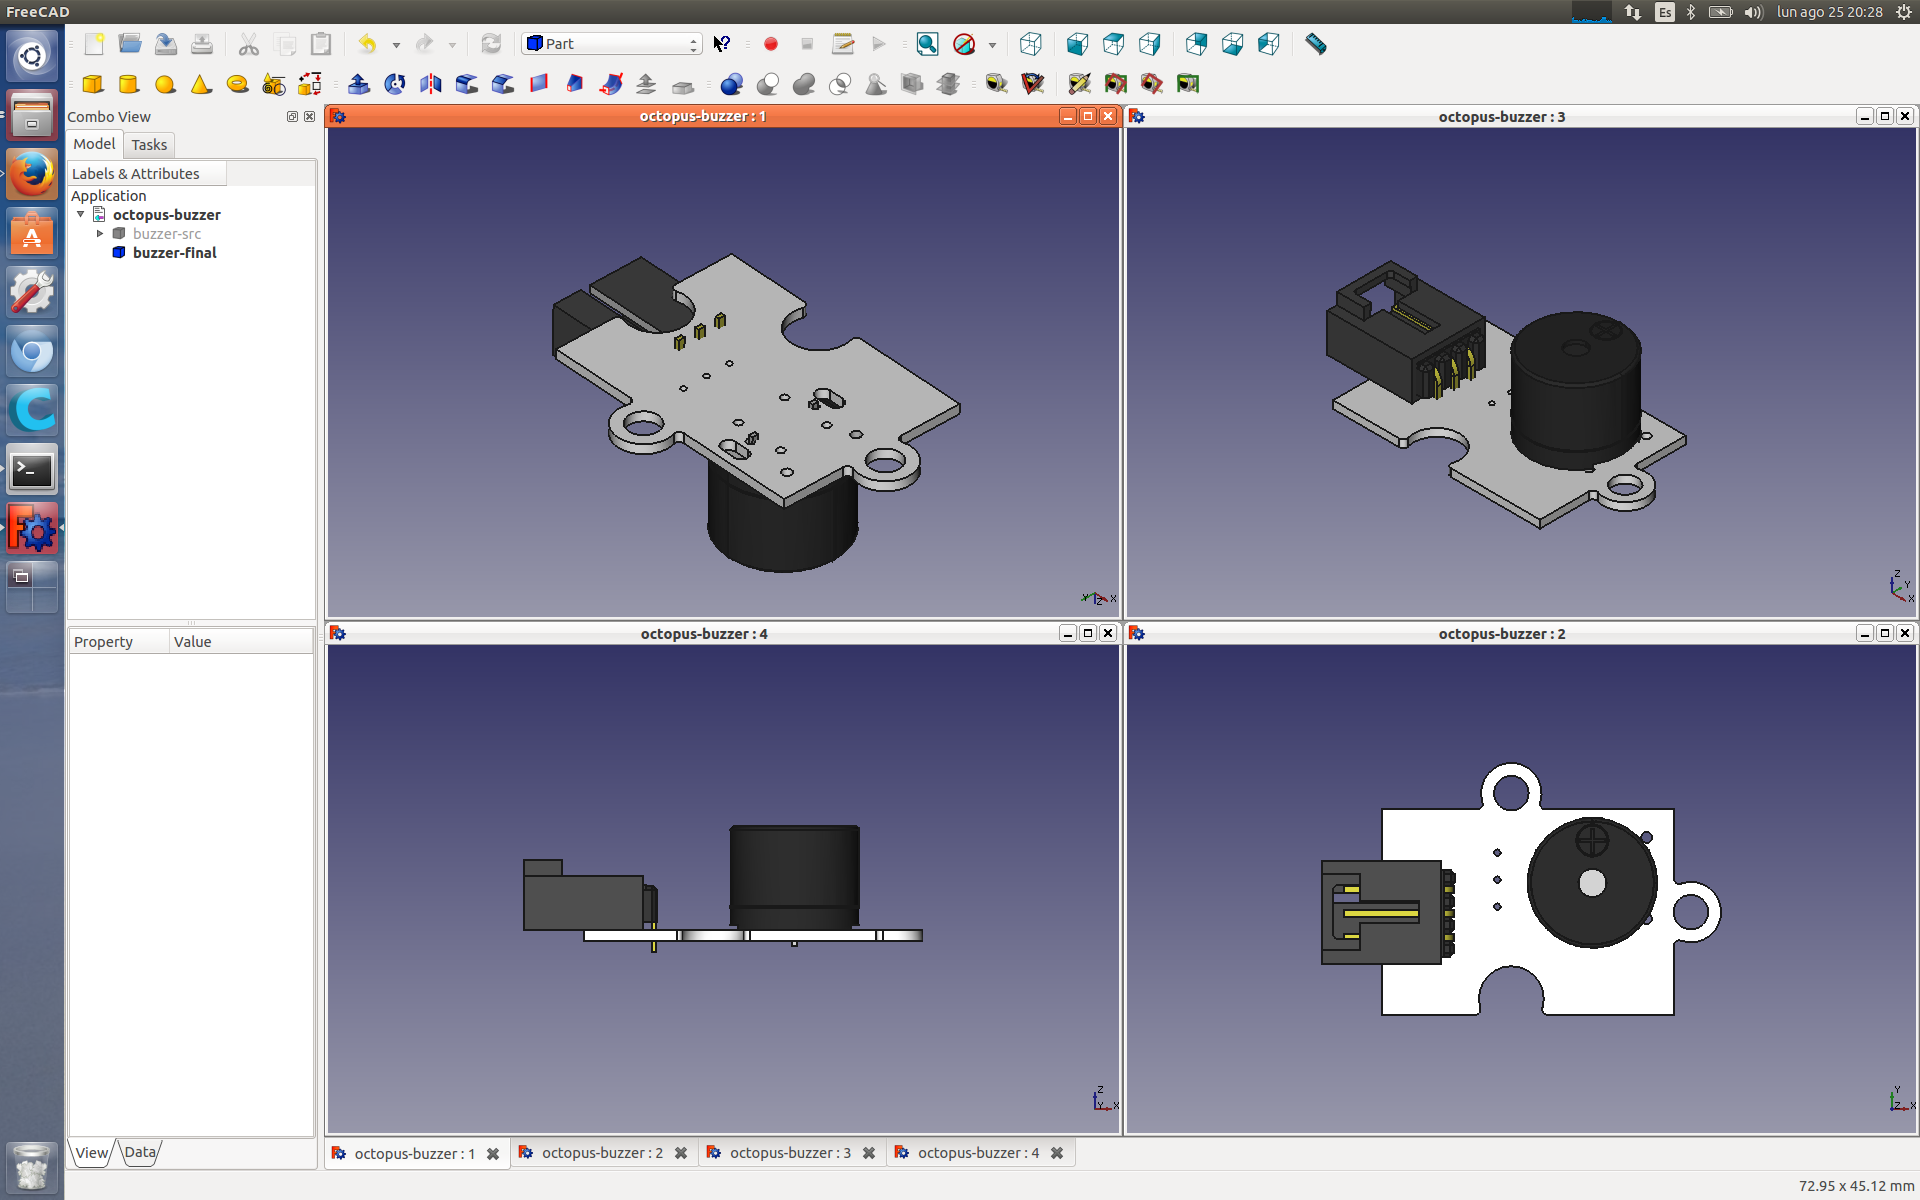 FreeCAD
Es
lun ago 25 20:28
Part
Combo View
Model
Tasks
Labels & Attributes
Application
octopus-buzzer
buzzer-src
buzzer-final
Property
Value
View
Data
octopus-buzzer : 1
Y
Z
X
octopus-buzzer : 3
Z
Y
X
octopus-buzzer : 4
Z
Y
X
octopus-buzzer : 2
Y
Z
X
octopus-buzzer : 1
octopus-buzzer : 2
octopus-buzzer : 3
octopus-buzzer : 4
72.95 x 45.12 mm